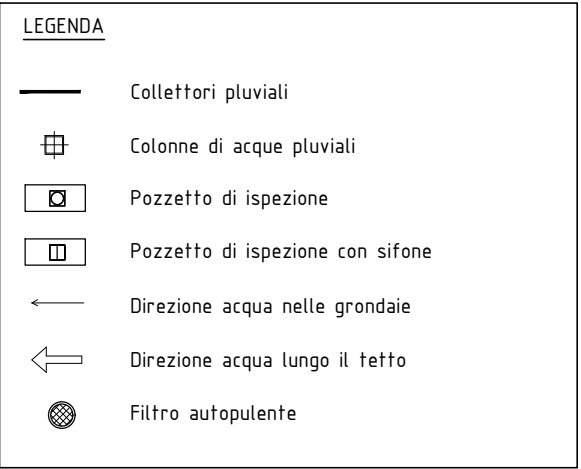 LEGENDA
Collettori pluviali
Colonne di acque pluviali
Pozzetto di ispezione
Pozzetto di ispezione con sifone
Direzione acqua nelle grondaie
Direzione acqua lungo il tetto
Filtro autopulente